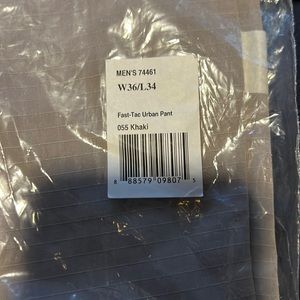 MEN'S 74461
W36/L34
Fast-Tac Urban Pant
055 Khaki
8 88579 09807 5